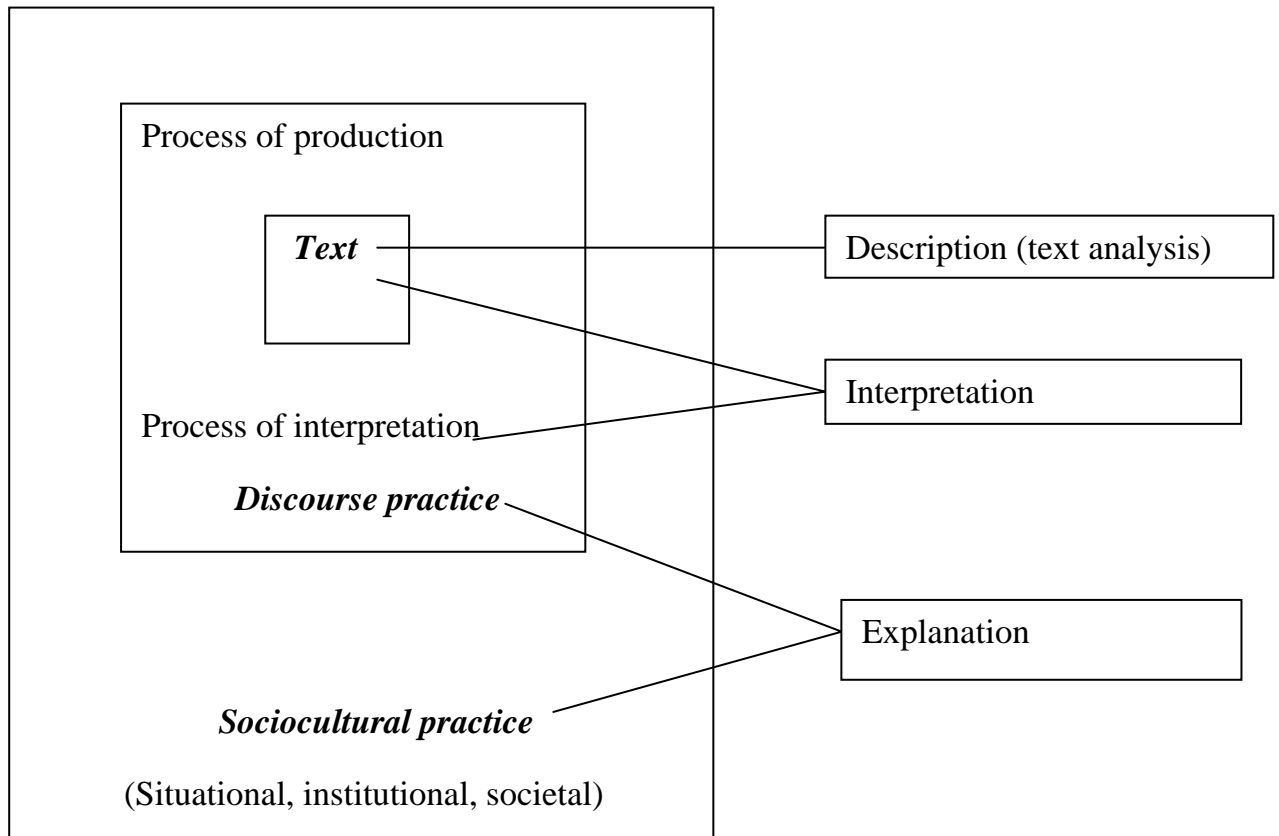 Process of production
Text
Description (text analysis)
Interpretation
Process of interpretation
Discourse practice
Explanation
Sociocultural practice
(Situational, institutional, societal)